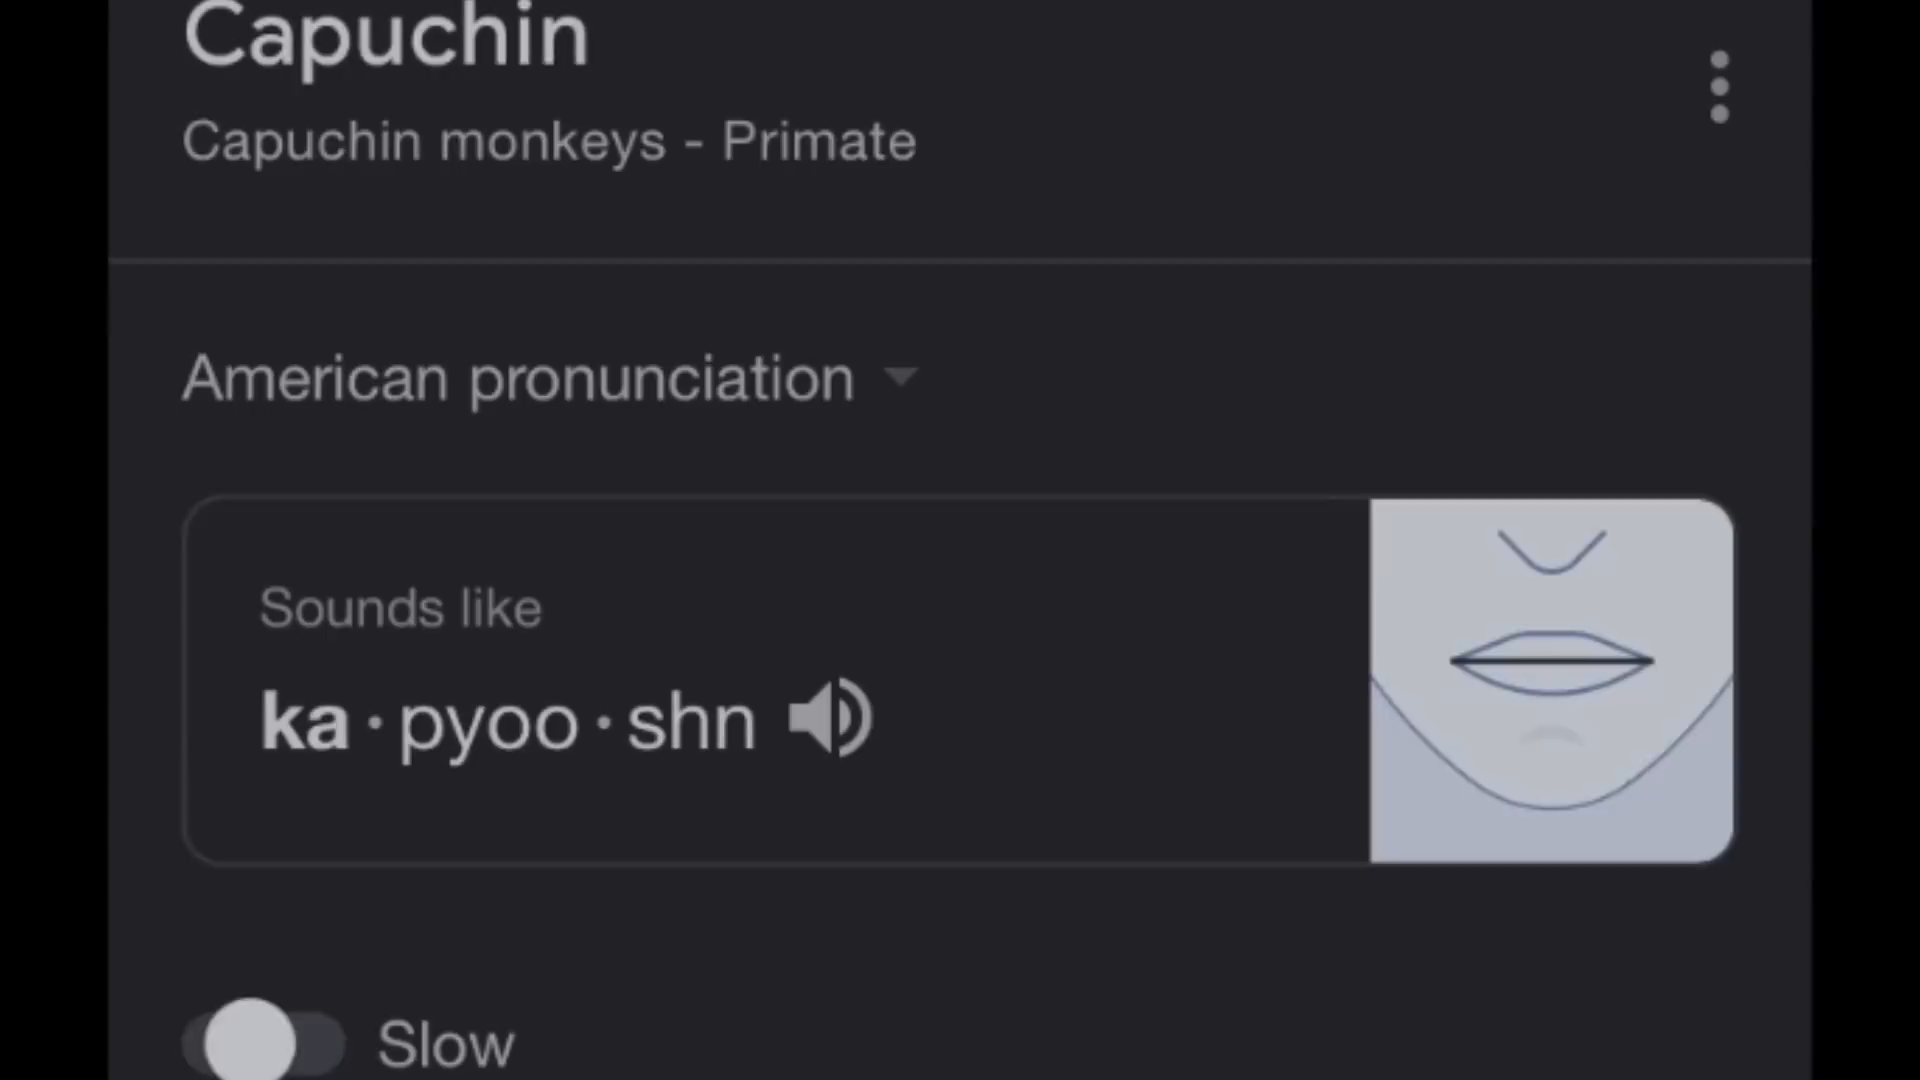 Capuchin
Capuchin monkeys - Primate
American pronunciation
Sounds like
ka · pyoo · shn
Slow